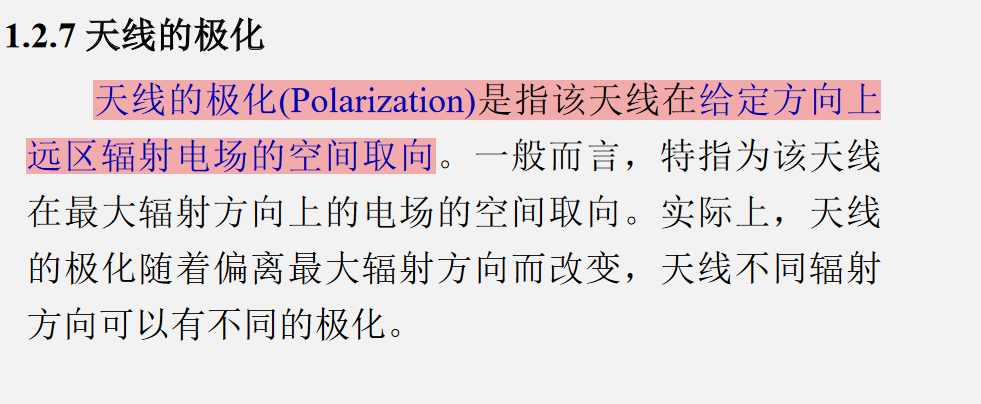 1.2.7 天线的极化
天线的极化(Polarization)是指该天线在给定方向上
远区辐射电场的空间取向。一般而言，特指为该天线
在最大辐射方向上的电场的空间取向。实际上，天线
的极化随着偏离最大辐射方向而改变，天线不同辐射
方向可以有不同的极化。